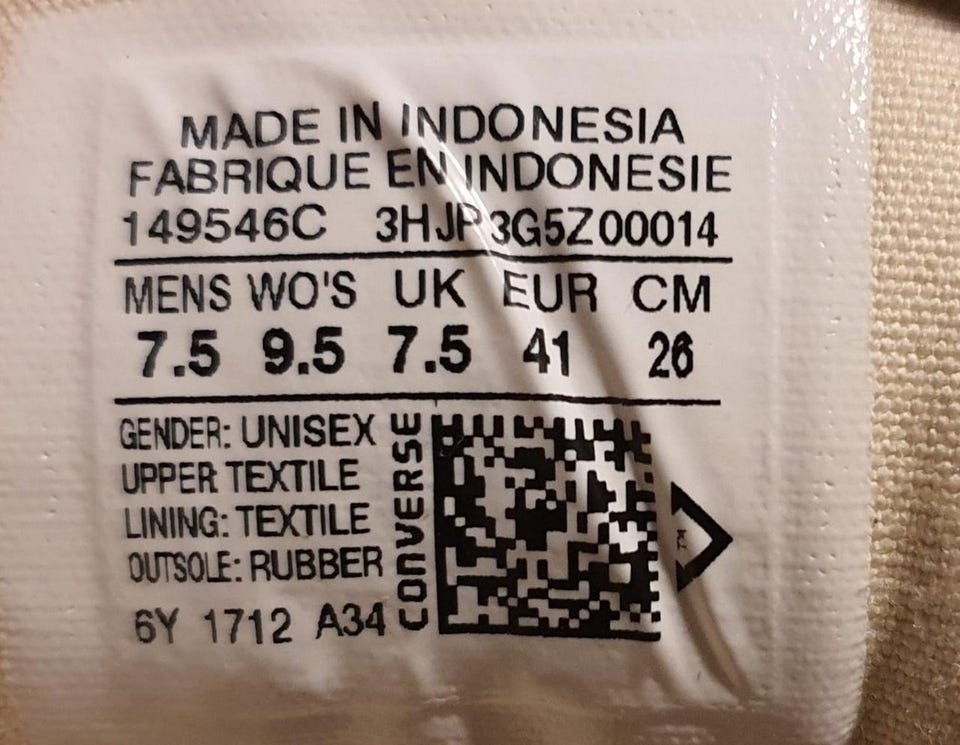 MADE IN INDONESIA
FABRIQUE EN INDONESIE
149546C 3HJP3G5Z00014
MENS WO'S UK EUR CM
7.5 9.5 7.5 41 26
GENDER: UNISEX
UPPER TEXTILE
LINING: TEXTILE
OUTSOLE: RUBBER
6Y 1712 A34
CONVERSE
TM